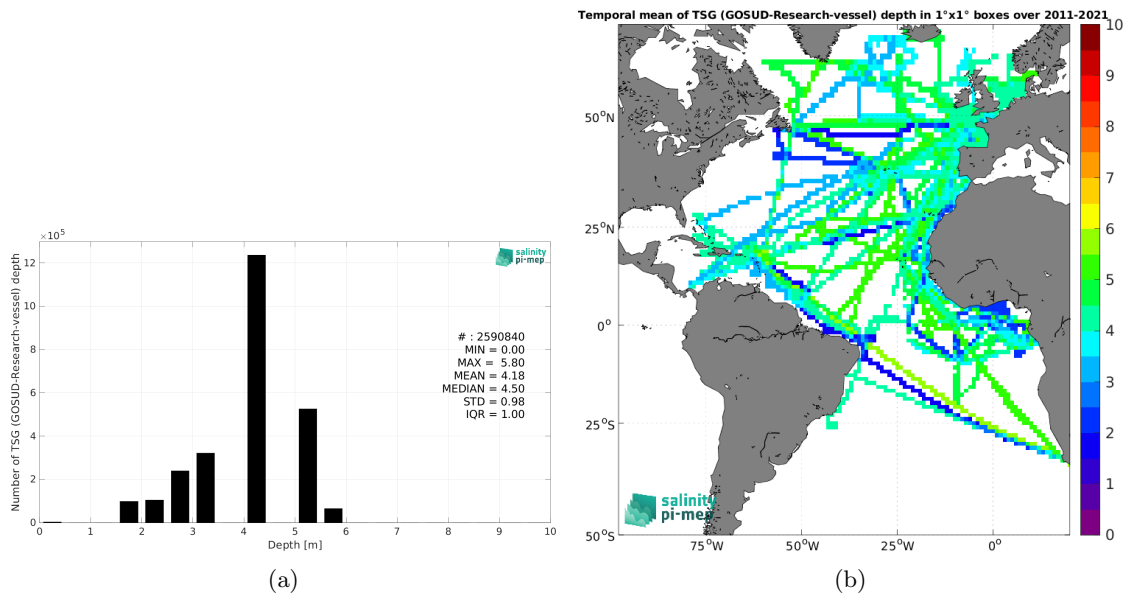 Number of TSG (GOSUD-Research-vessel) depth
×10⁵
12
10
8
6
4
2
0
0 1 2 3 4 5 6 7 8 9 10
Depth [m]
salinity
pi-mep
# : 2590840
MIN = 0.00
MAX = 5.80
MEAN = 4.18
MEDIAN = 4.50
STD = 0.98
IQR = 1.00
(a)
Temporal mean of TSG (GOSUD-Research-vessel) depth in 1°x1° boxes over 2011-2021
50°N
25°N
0°
25°S
50°S
75°W 50°W 25°W 0°
salinity
pi-mep
10
9
8
7
6
5
4
3
2
1
0
(b)